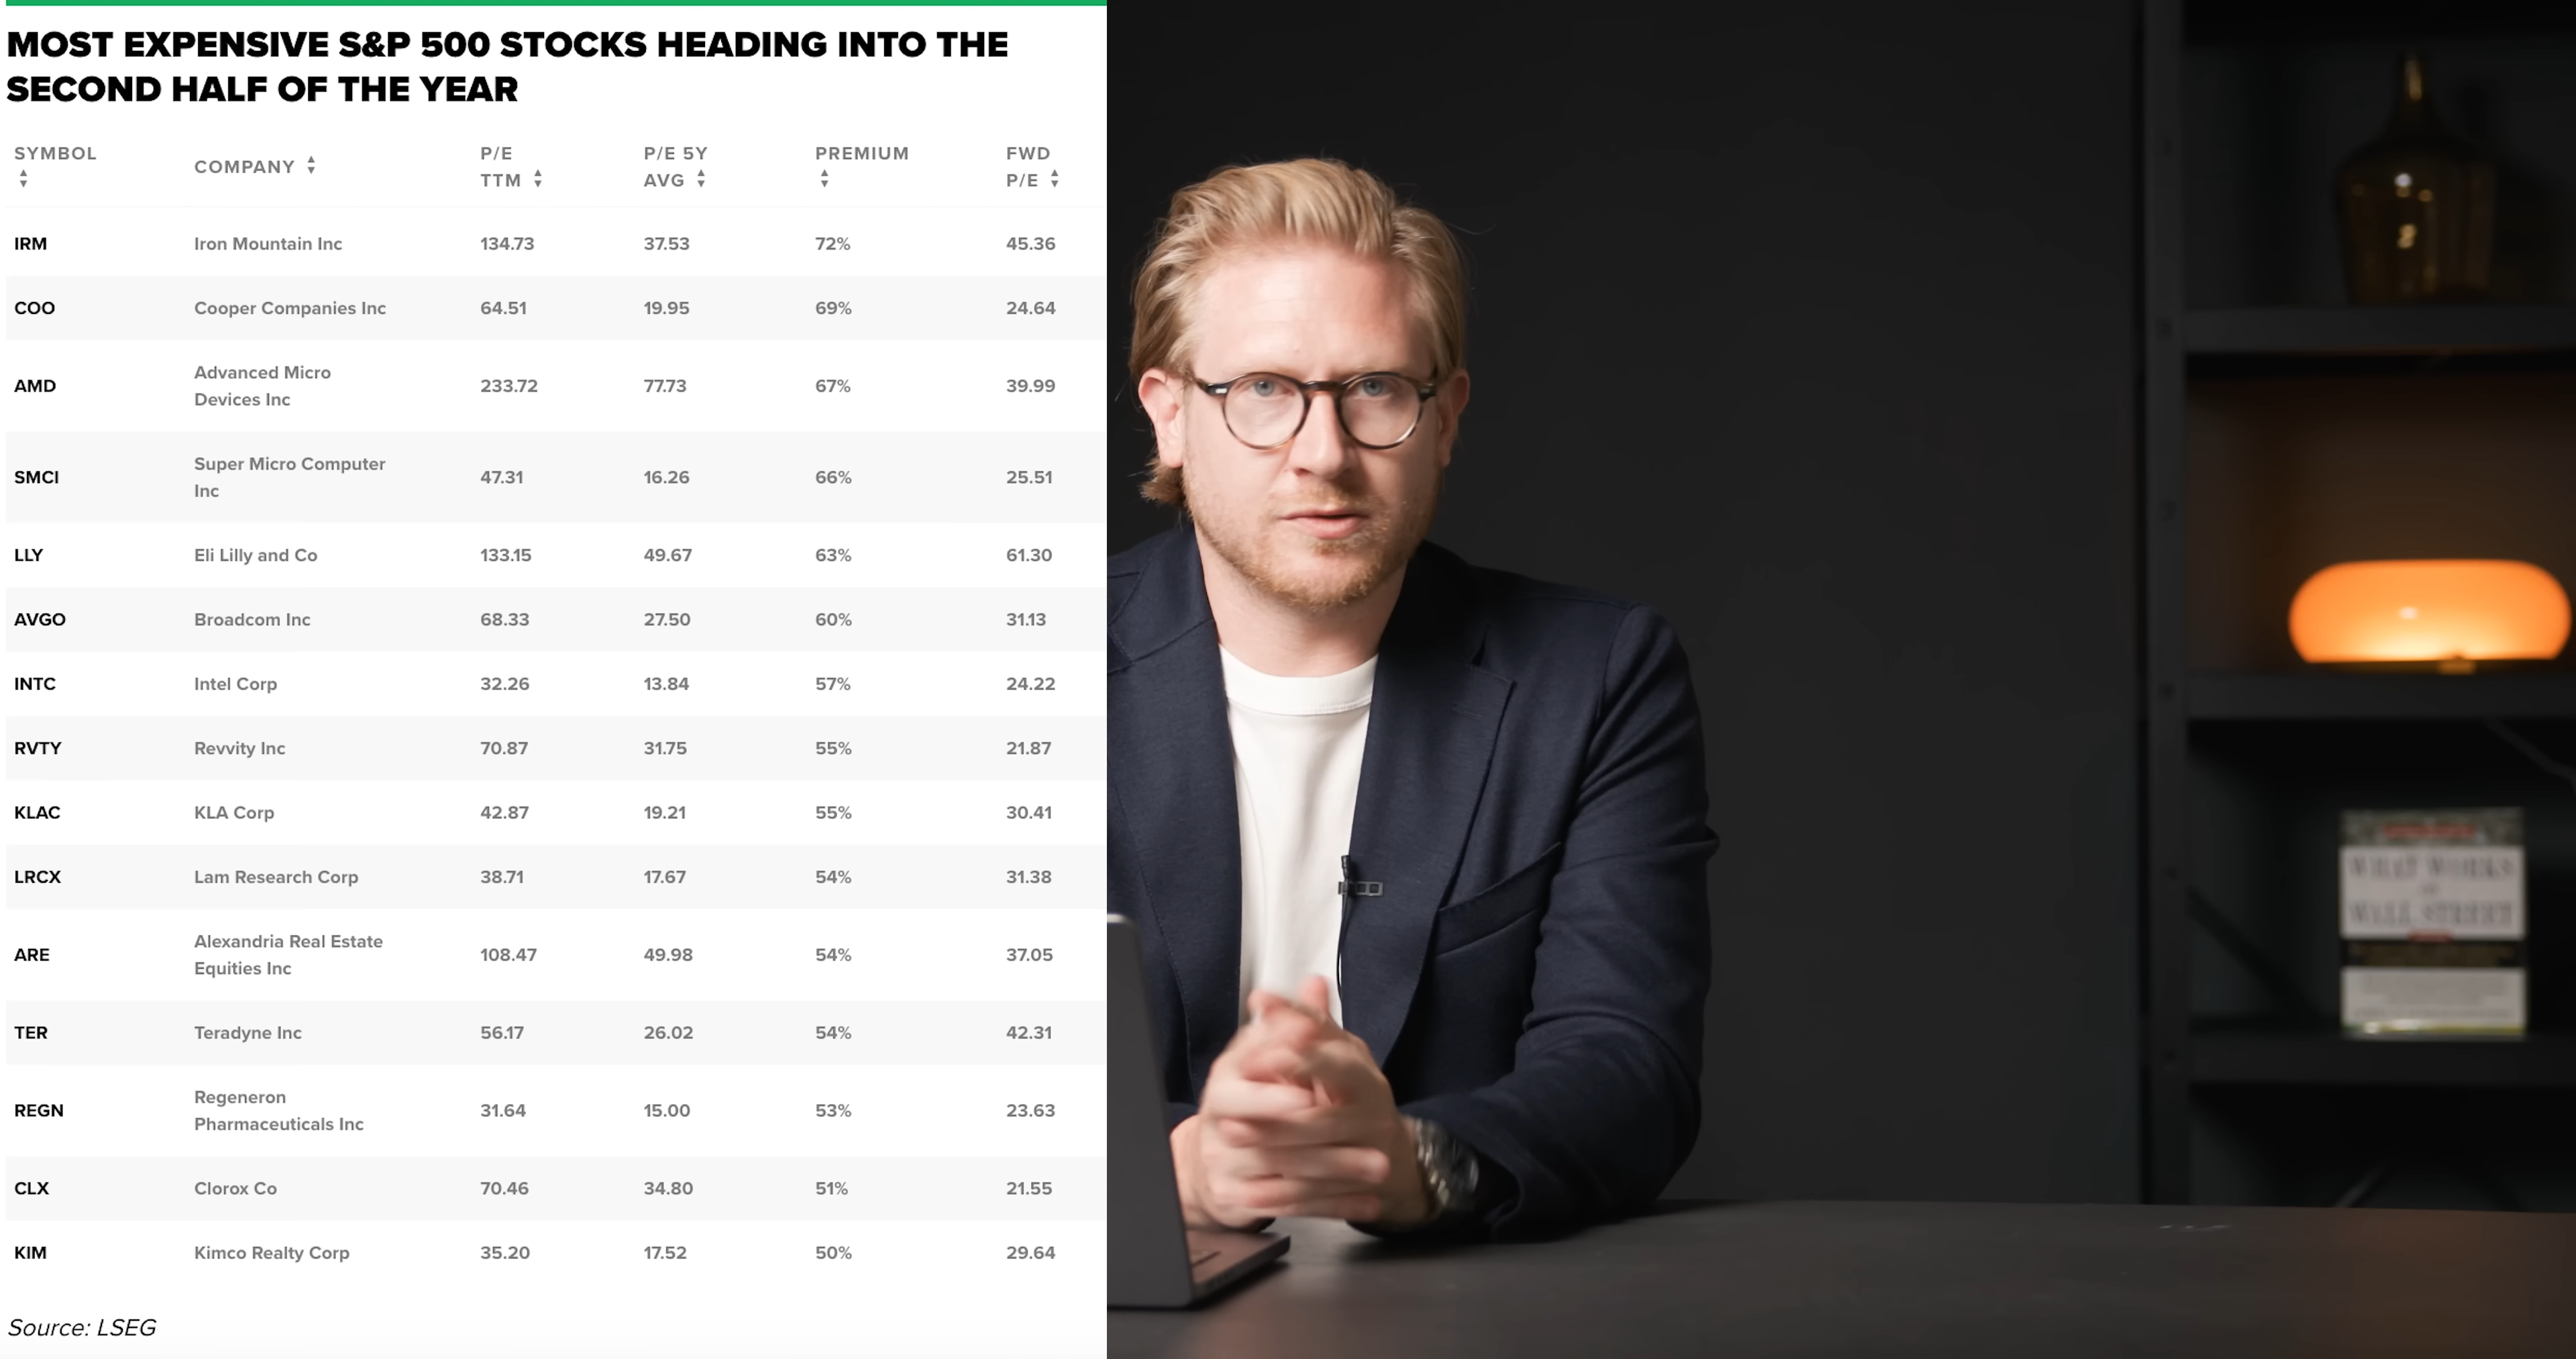 MOST EXPENSIVE S&P 500 STOCKS HEADING INTO THE
SECOND HALF OF THE YEAR
SYMBOL COMPANY P/E TTM P/E 5Y AVG PREMIUM FWD P/E
IRM Iron Mountain Inc 134.73 37.53 72% 45.36
COO Cooper Companies Inc 64.51 19.95 69% 24.64
AMD Advanced Micro Devices Inc 233.72 77.73 67% 39.99
SMCI Super Micro Computer Inc 47.31 16.26 66% 25.51
LLY Eli Lilly and Co 133.15 49.67 63% 61.30
AVGO Broadcom Inc 68.33 27.50 60% 31.13
INTC Intel Corp 32.26 13.84 57% 24.22
RVTY Revvity Inc 70.87 31.75 55% 21.87
KLAC KLA Corp 42.87 19.21 55% 30.41
LRCX Lam Research Corp 38.71 17.67 54% 31.38
ARE Alexandria Real Estate Equities Inc 108.47 49.98 54% 37.05
TER Teradyne Inc 56.17 26.02 54% 42.31
REGN Regeneron Pharmaceuticals Inc 31.64 15.00 53% 23.63
CLX Clorox Co 70.46 34.80 51% 21.55
KIM Kimco Realty Corp 35.20 17.52 50% 29.64
Source: LSEG
WHAT WORKS
WALL STREET